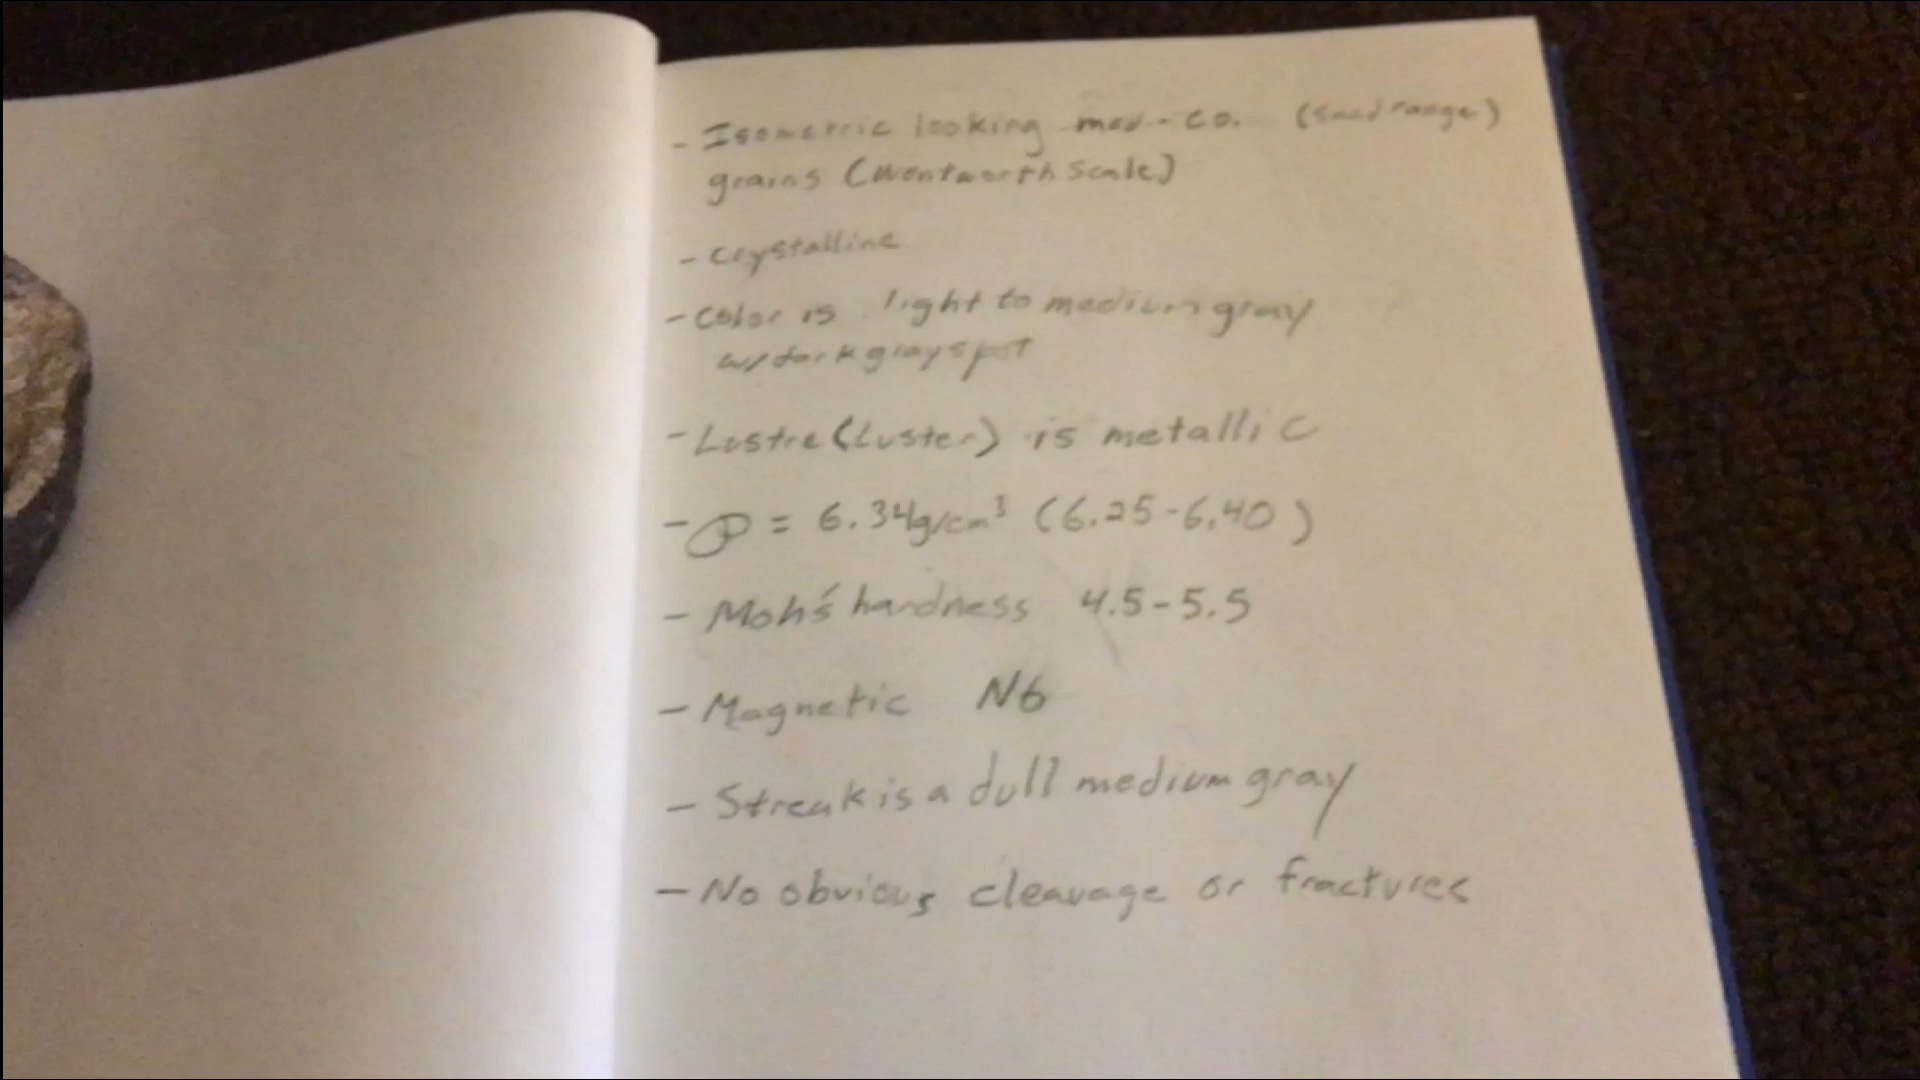 - Isometric looking med - co. (sand range)
grains (Wentworth Scale)
- Crystalline
- Color is light to medium gray
w/dark gray spot
- Lustre (Luster) is metallic
- ρ = 6.34g/cm³ (6.25-6.40)
- Moh's hardness 4.5-5.5
- Magnetic N6
- Streak is a dull medium gray
- No obvious cleavage or fractures